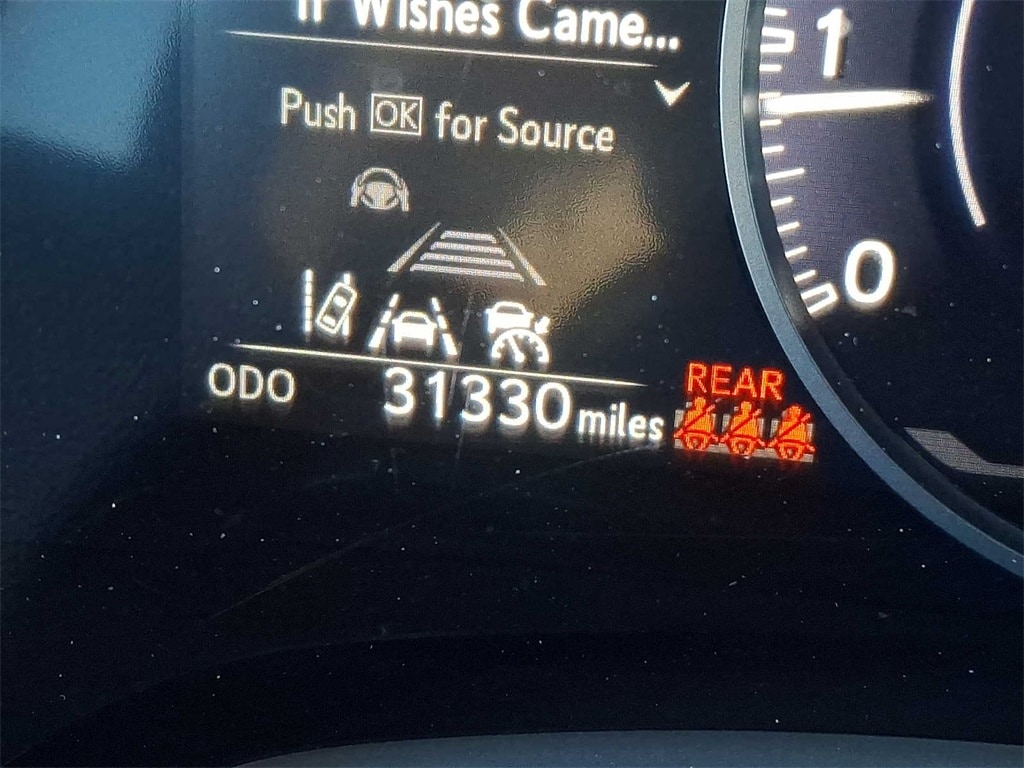 If Wishes Came...
Push OK for Source
1
0
ODO 31330 miles
REAR